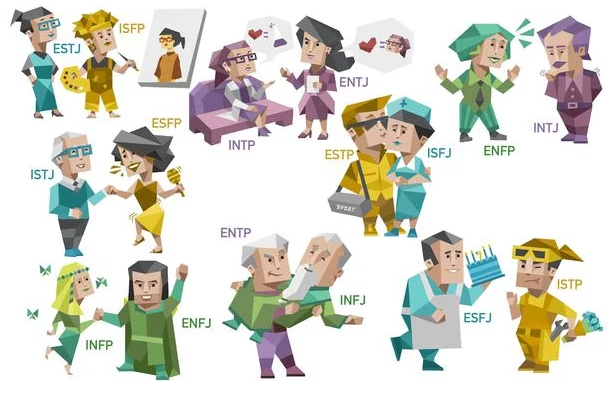 ESTJ
ISFP
ENTJ
INTP
ENFP
INTJ
ESFP
ISTJ
ESTP
ISFJ
SPORT
ENTP
INFP
ENFJ
INFJ
ESFJ
ISTP